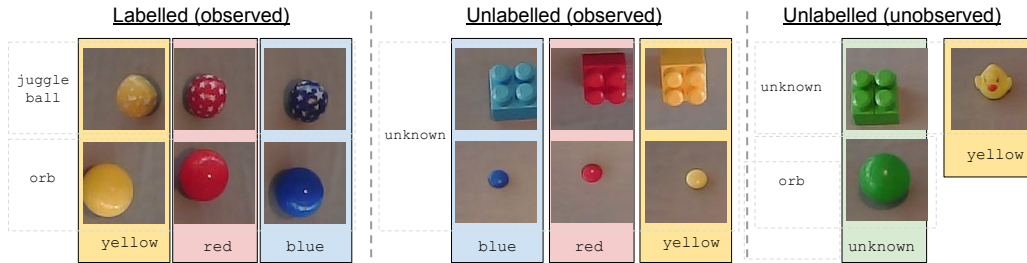 Labelled (observed)
Unlabelled (observed)
Unlabelled (unobserved)
juggle
ball
orb
yellow
red
blue
unknown
blue
red
yellow
unknown
orb
unknown
yellow